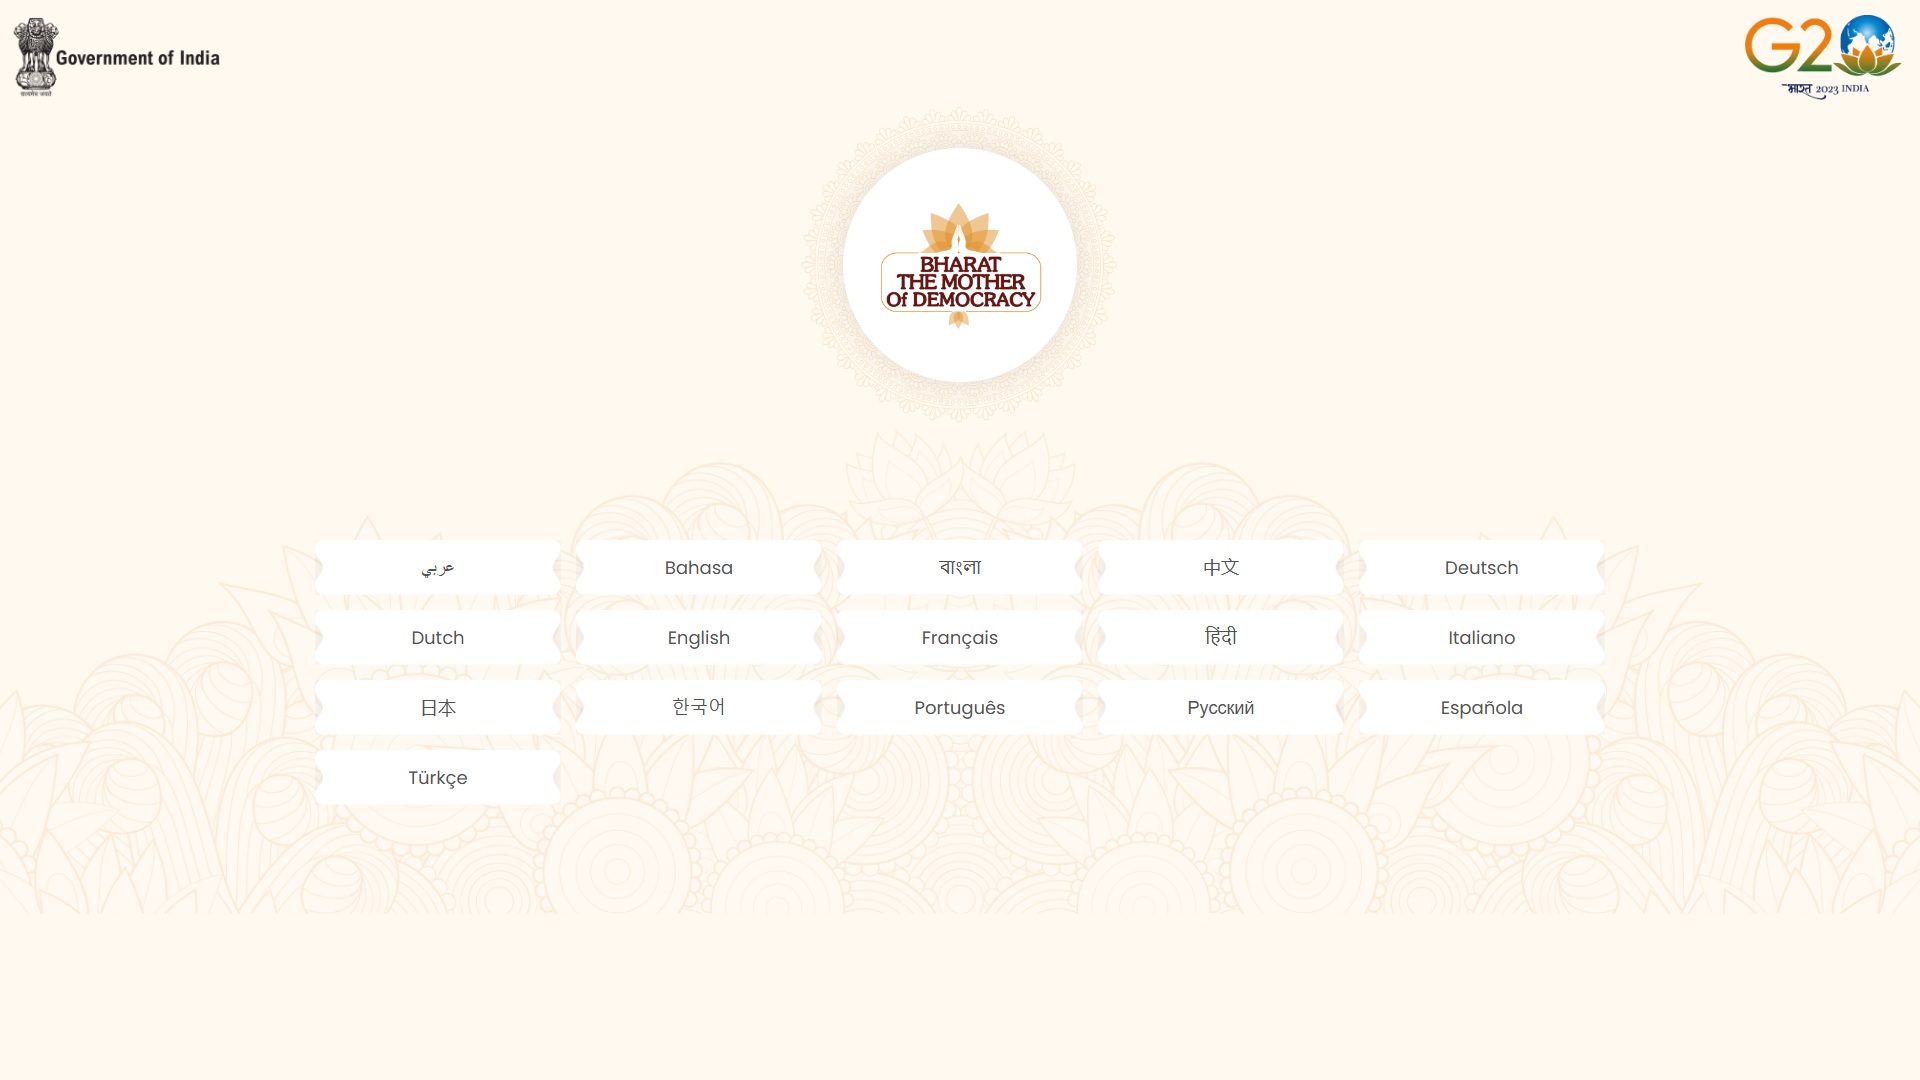 Government of India
सत्यमेव जयते
G20
भारत 2023 INDIA
BHARAT
THE MOTHER
Of DEMOCRACY
عربي
Bahasa
বাংলা
中文
Deutsch
Dutch
English
Français
हिंदी
Italiano
日本
한국어
Português
Русский
Española
Türkçe